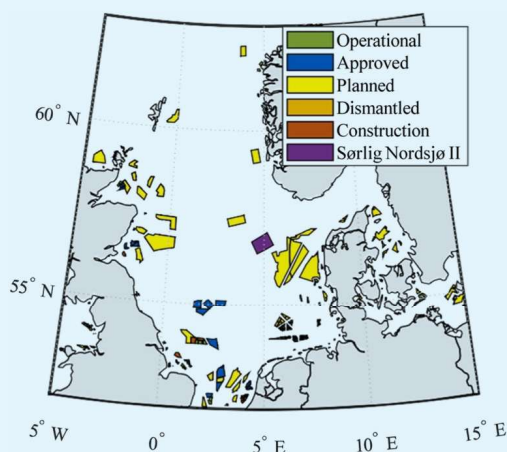 Operational
Approved
Planned
Dismantled
Construction
Sørlig Nordsjø II
60° N
55° N
5° W
0°
5° E
10° E
15° E